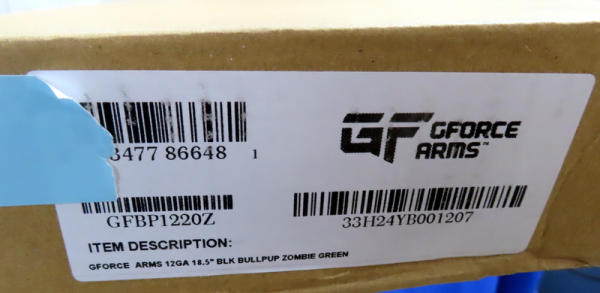 GF GFORCE
ARMS™
3477 86648 1
GFBP1220Z
33H24YB001207
ITEM DESCRIPTION:
GFORCE ARMS 12GA 18.5" BLK BULLPUP ZOMBIE GREEN